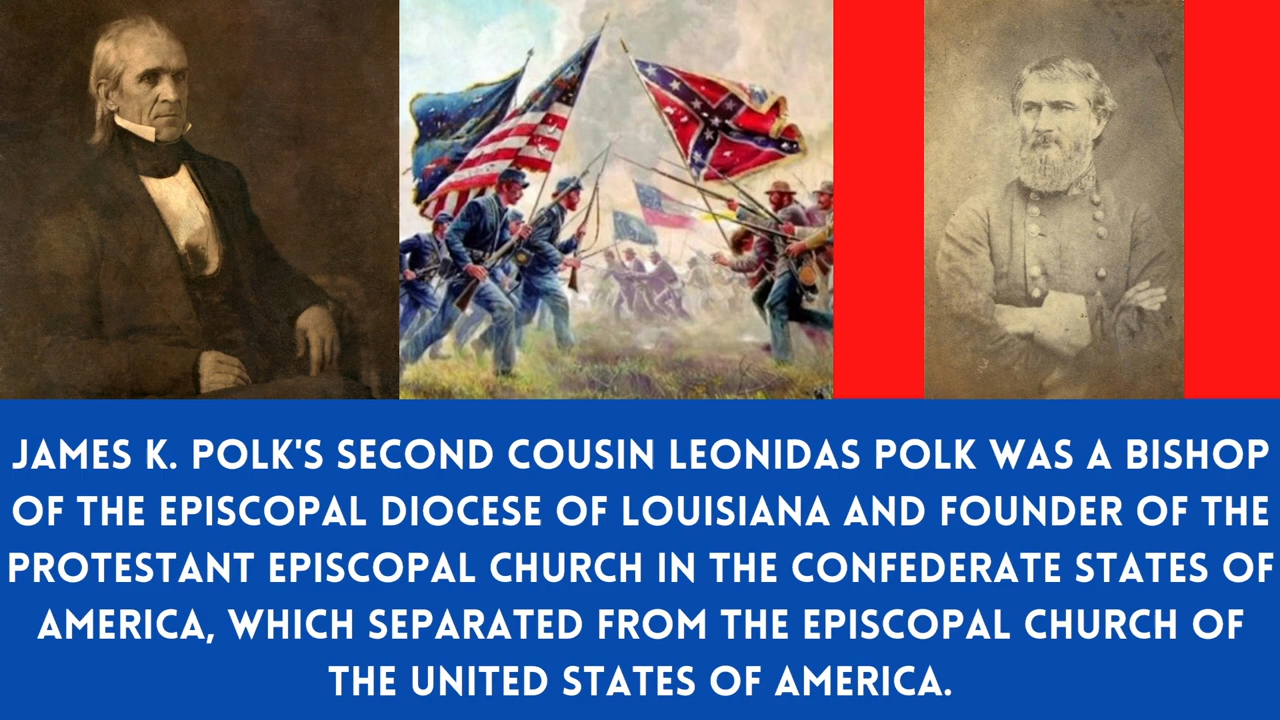 JAMES K. POLK'S SECOND COUSIN LEONIDAS POLK WAS A BISHOP
OF THE EPISCOPAL DIOCESE OF LOUISIANA AND FOUNDER OF THE
PROTESTANT EPISCOPAL CHURCH IN THE CONFEDERATE STATES OF
AMERICA, WHICH SEPARATED FROM THE EPISCOPAL CHURCH OF
THE UNITED STATES OF AMERICA.